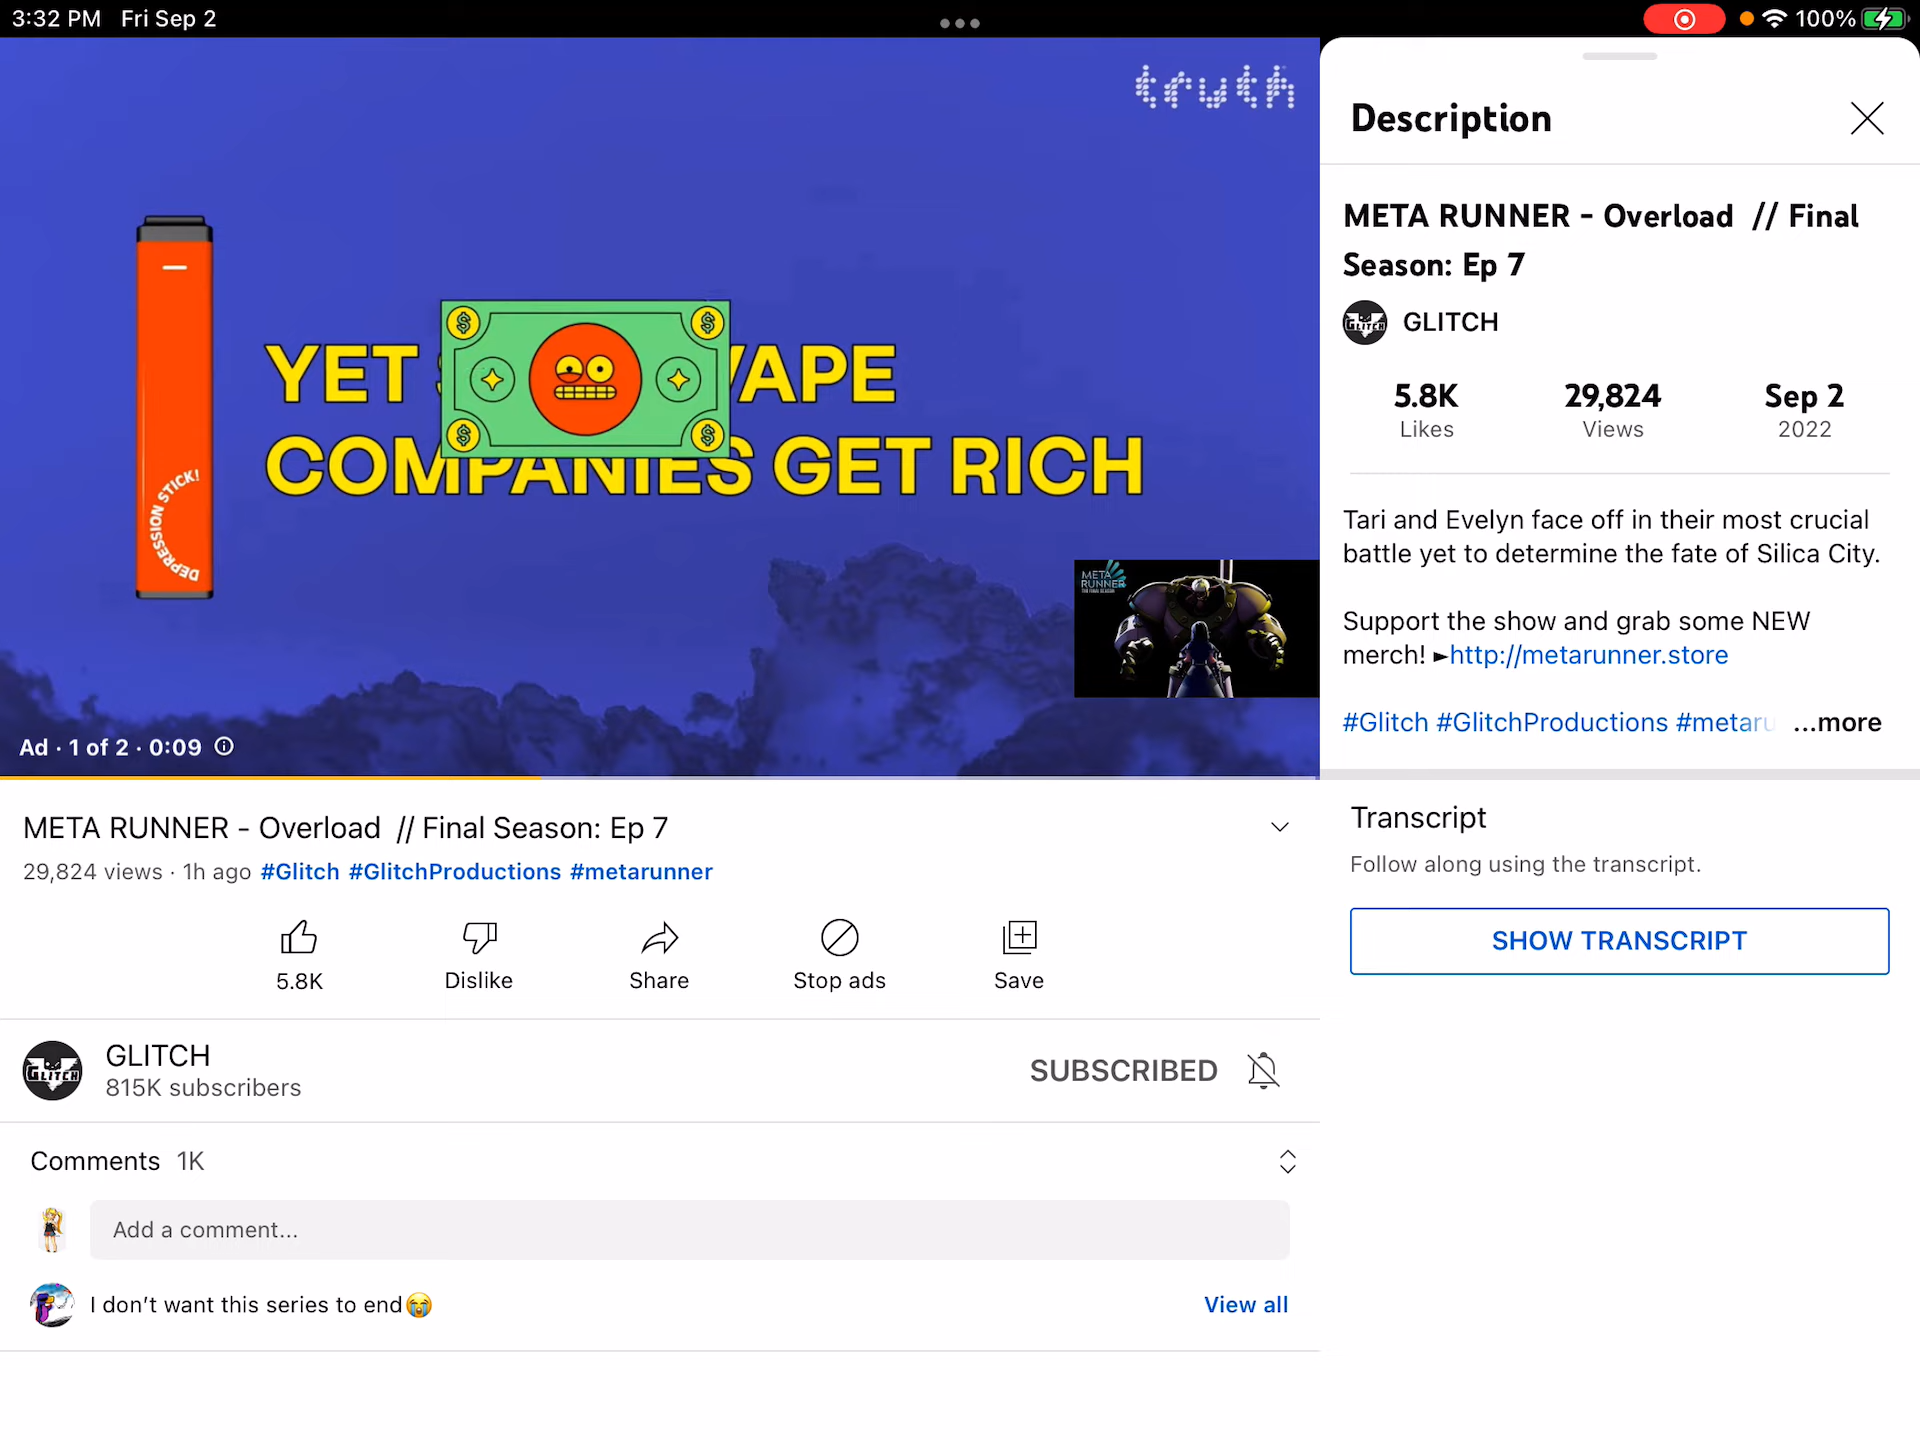 3:32 PM Fri Sep 2
100%
truth
YET VAPE
COMPANIES GET RICH
DEPRESSION STICK!
META
RUNNER
Ad · 1 of 2 · 0:09
META RUNNER - Overload // Final Season: Ep 7
29,824 views · 1h ago #Glitch #GlitchProductions #metarunner
5.8K
Dislike
Share
Stop ads
Save
GLITCH
GLITCH
815K subscribers
SUBSCRIBED
Comments 1K
Add a comment...
I don’t want this series to end😭
View all
Description
META RUNNER - Overload // Final
Season: Ep 7
GLITCH
GLITCH
5.8K
Likes
29,824
Views
Sep 2
2022
Tari and Evelyn face off in their most crucial
battle yet to determine the fate of Silica City.
Support the show and grab some NEW
merch! ►http://metarunner.store
#Glitch #GlitchProductions #metaru ...more
Transcript
Follow along using the transcript.
SHOW TRANSCRIPT